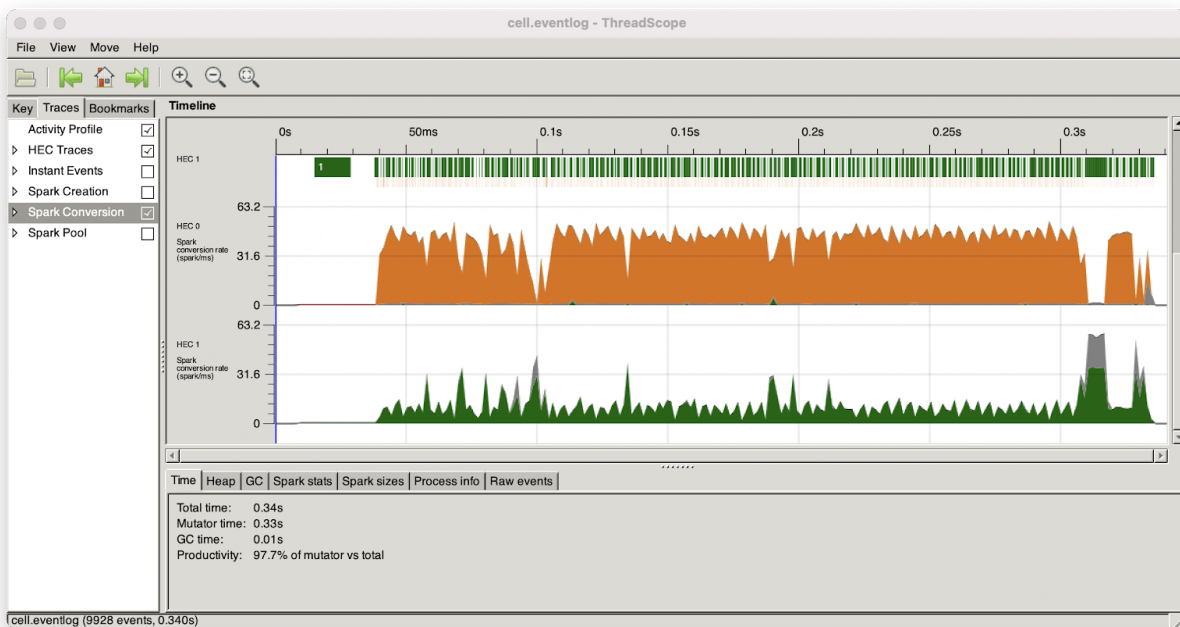 cell.eventlog - ThreadScope
File View Move Help
Key Traces Bookmarks
Activity Profile
HEC Traces
Instant Events
Spark Creation
Spark Conversion
Spark Pool
Timeline
0s 50ms 0.1s 0.15s 0.2s 0.25s 0.3s
HEC 1
1
63.2
HEC 0
Spark
conversion rate
(spark/ms)
31.6
0
63.2
HEC 1
Spark
conversion rate
(spark/ms)
31.6
0
Time Heap GC Spark stats Spark sizes Process info Raw events
Total time: 0.34s
Mutator time: 0.33s
GC time: 0.01s
Productivity: 97.7% of mutator vs total
cell.eventlog (9928 events, 0.340s)